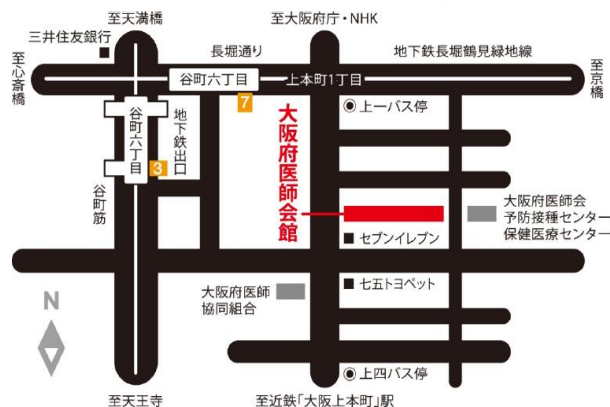 至天満橋
至大阪府庁・NHK
三井住友銀行
長堀通り
地下鉄長堀鶴見緑地線
至心斎橋
谷町六丁目
上本町1丁目
至京橋
7
上一バス停
谷町六丁目
地下鉄出口
3
大阪府医師会館
谷町筋
大阪府医師会
予防接種センター
保健医療センター
セブンイレブン
大阪府医師
協同組合
七五トヨペット
N
上四バス停
至天王寺
至近鉄「大阪上本町」駅